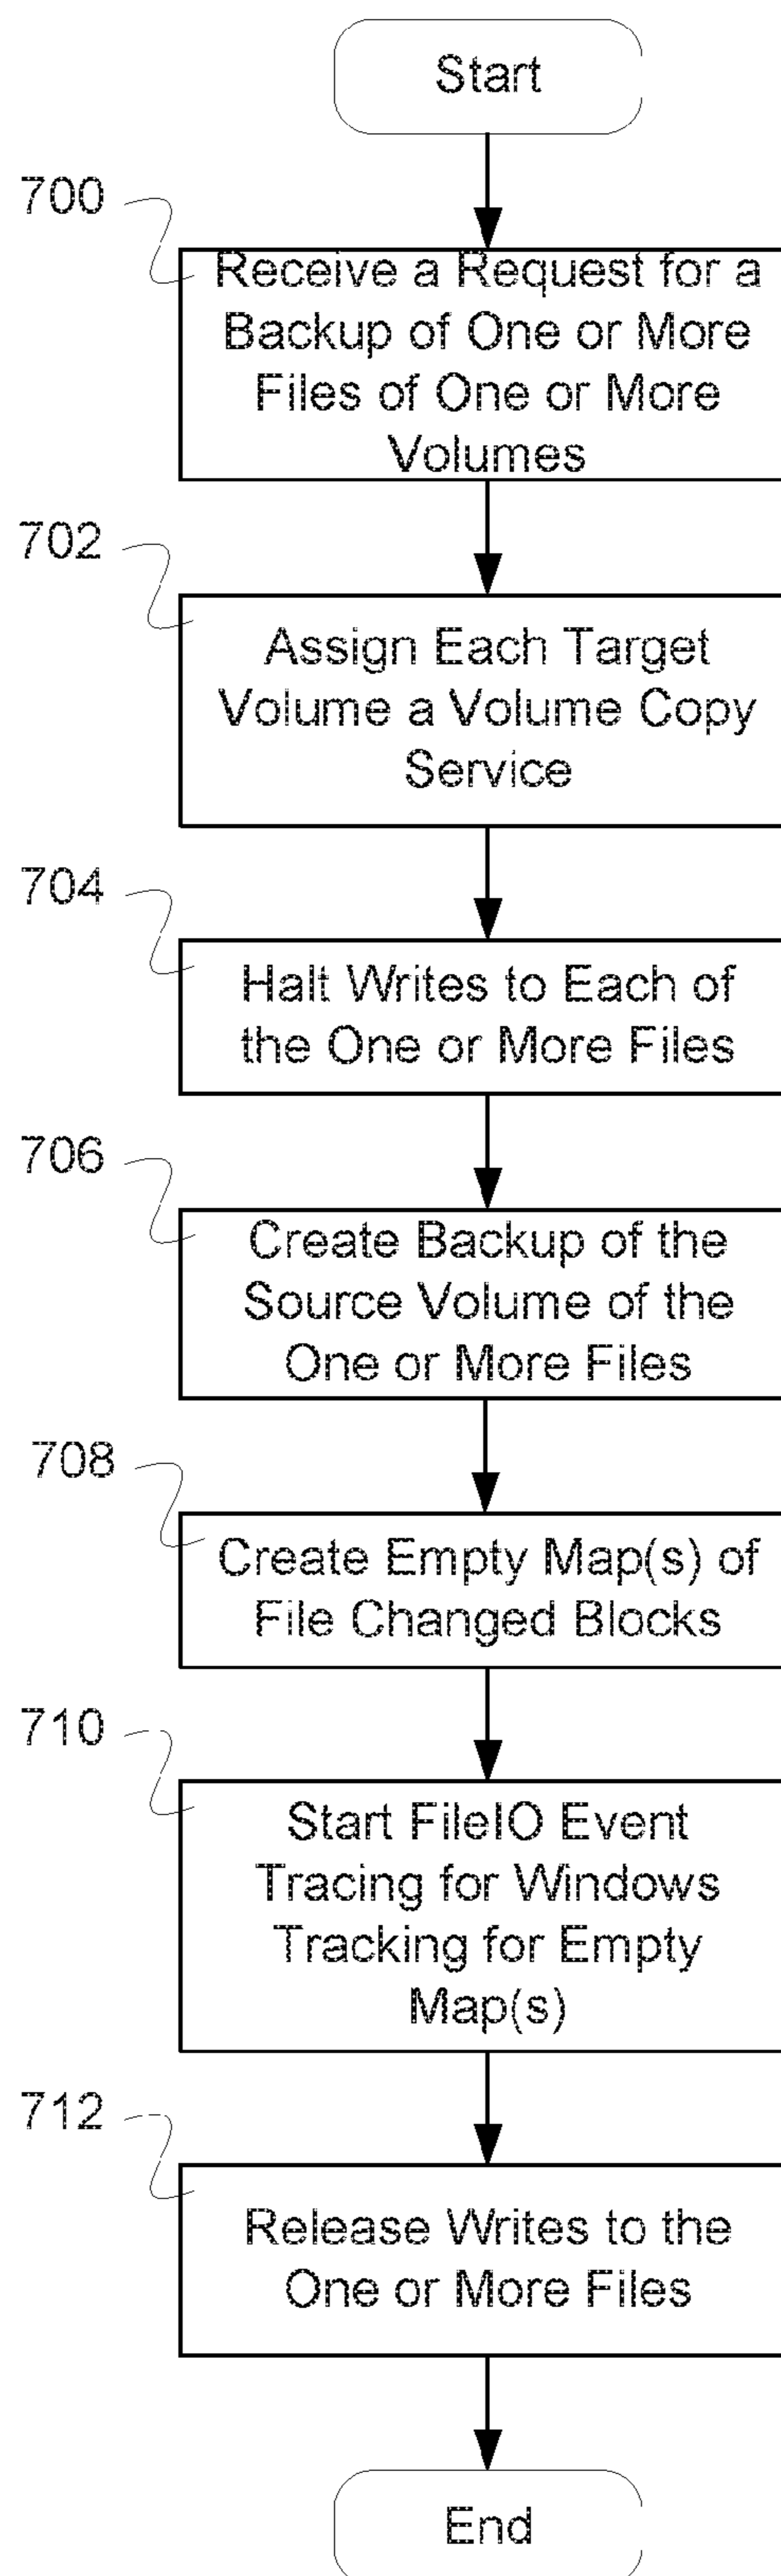 Start
700
Receive a Request for a
Backup of One or More
Files of One or More
Volumes
702
Assign Each Target
Volume a Volume Copy
Service
704
Halt Writes to Each of
the One or More Files
706
Create Backup of the
Source Volume of the
One or More Files
708
Create Empty Map(s) of
File Changed Blocks
710
Start FileIO Event
Tracing for Windows
Tracking for Empty
Map(s)
712
Release Writes to the
One or More Files
End